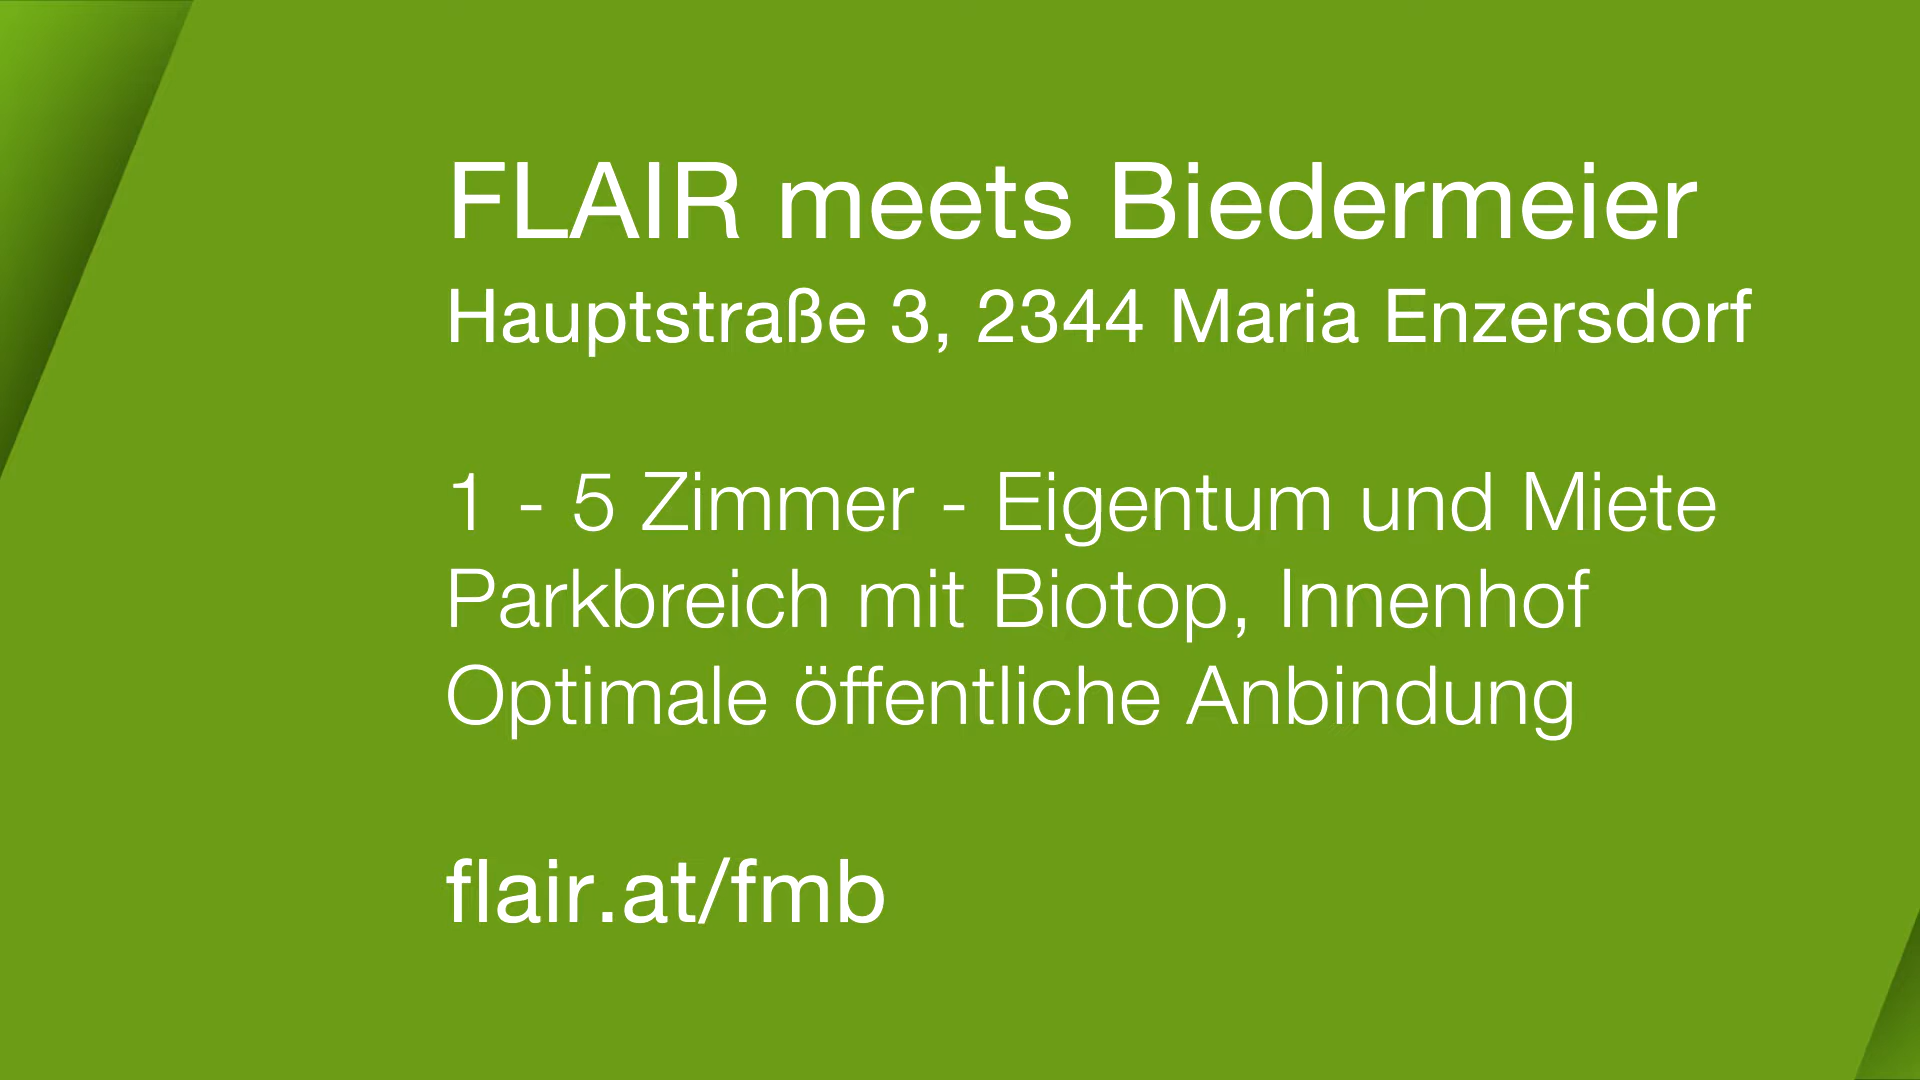 FLAIR meets Biedermeier
Hauptstraße 3, 2344 Maria Enzersdorf
1 - 5 Zimmer - Eigentum und Miete
Parkbreich mit Biotop, Innenhof
Optimale öffentliche Anbindung
flair.at/fmb